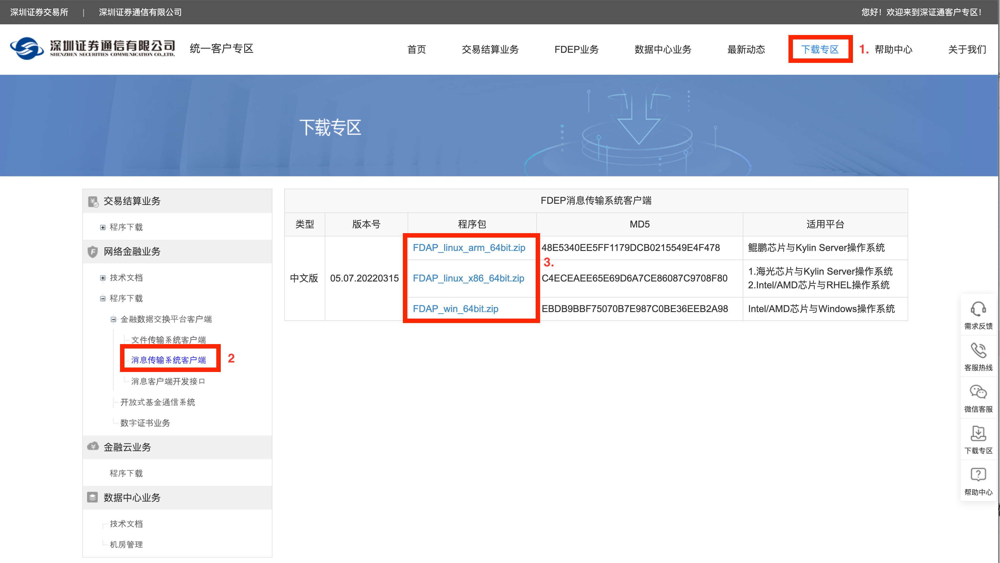 深圳证券交易所 | 深圳证券通信有限公司 您好！欢迎来到深证通客户专区！
深圳证券通信有限公司 统一客户专区 首页 交易结算业务 FDEP业务 数据中心业务 最新动态 下载专区 1. 帮助中心 关于我们
SHENZHEN SECURITIES COMMUNICATION CO.,LTD.
下载专区
交易结算业务
程序下载
网络金融业务
技术文档
程序下载
金融数据交换平台客户端
文件传输系统客户端
消息传输系统客户端 2
消息客户端开发接口
开放式基金通信系统
数字证书业务
金融云业务
程序下载
数据中心业务
技术文档
机房管理
FDEP消息传输系统客户端
类型 版本号 程序包 MD5 适用平台
中文版 05.07.20220315
FDAP_linux_arm_64bit.zip 48E5340EE5FF1179DCB0215549E4F478 鲲鹏芯片与Kylin Server操作系统
3.
FDAP_linux_x86_64bit.zip C4ECEAEE65E69D6A7CE86087C9708F80 1.海光芯片与Kylin Server操作系统
2.Intel/AMD芯片与RHEL操作系统
FDAP_win_64bit.zip EBDB9BBF75070B7E987C0BE36EEB2A98 Intel/AMD芯片与Windows操作系统
需求反馈
客服热线
微信客服
下载专区
帮助中心